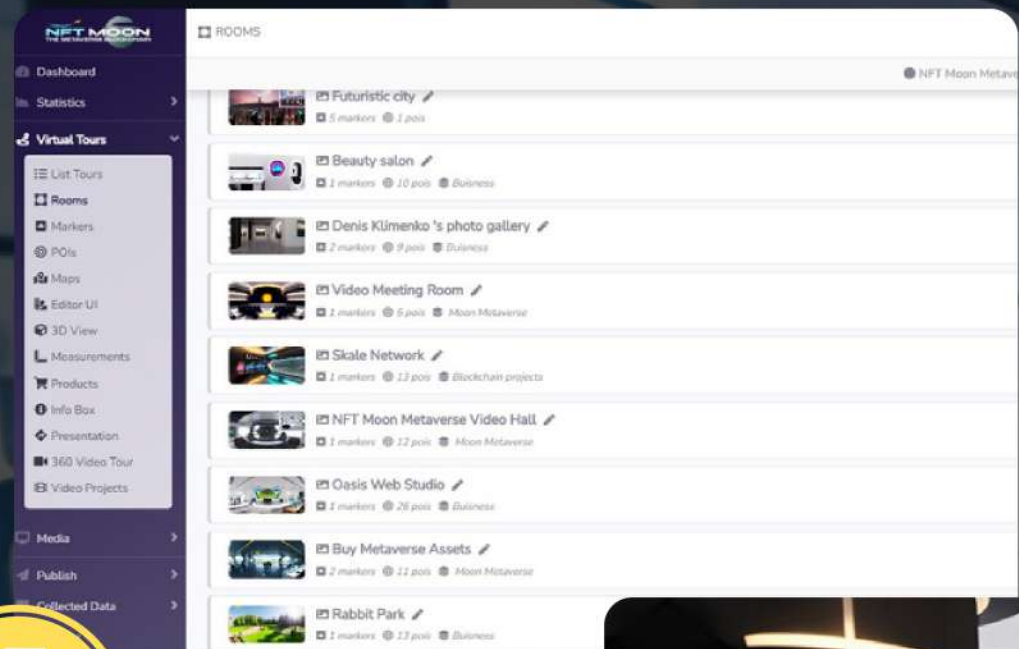 NFT MOON
THE METAVERSE BLOCKCHAIN
Dashboard
Statistics
Virtual Tours
List Tours
Rooms
Markers
POIs
Maps
Editor UI
3D View
Measurements
Products
Info Box
Presentation
360 Video Tour
Video Projects
Media
Publish
Collected Data
ROOMS
NFT Moon Metave
Futuristic city
5 markers 1 pois
Beauty salon
1 markers 10 pois Buisness
Denis Klimenko 's photo gallery
2 markers 9 pois Buisness
Video Meeting Room
1 markers 6 pois Moon Metaverse
Skale Network
1 markers 13 pois Blockchain projects
NFT Moon Metaverse Video Hall
1 markers 12 pois Moon Metaverse
Oasis Web Studio
1 markers 26 pois Buisness
Buy Metaverse Assets
2 markers 11 pois Moon Metaverse
Rabbit Park
1 markers 13 pois Buisness